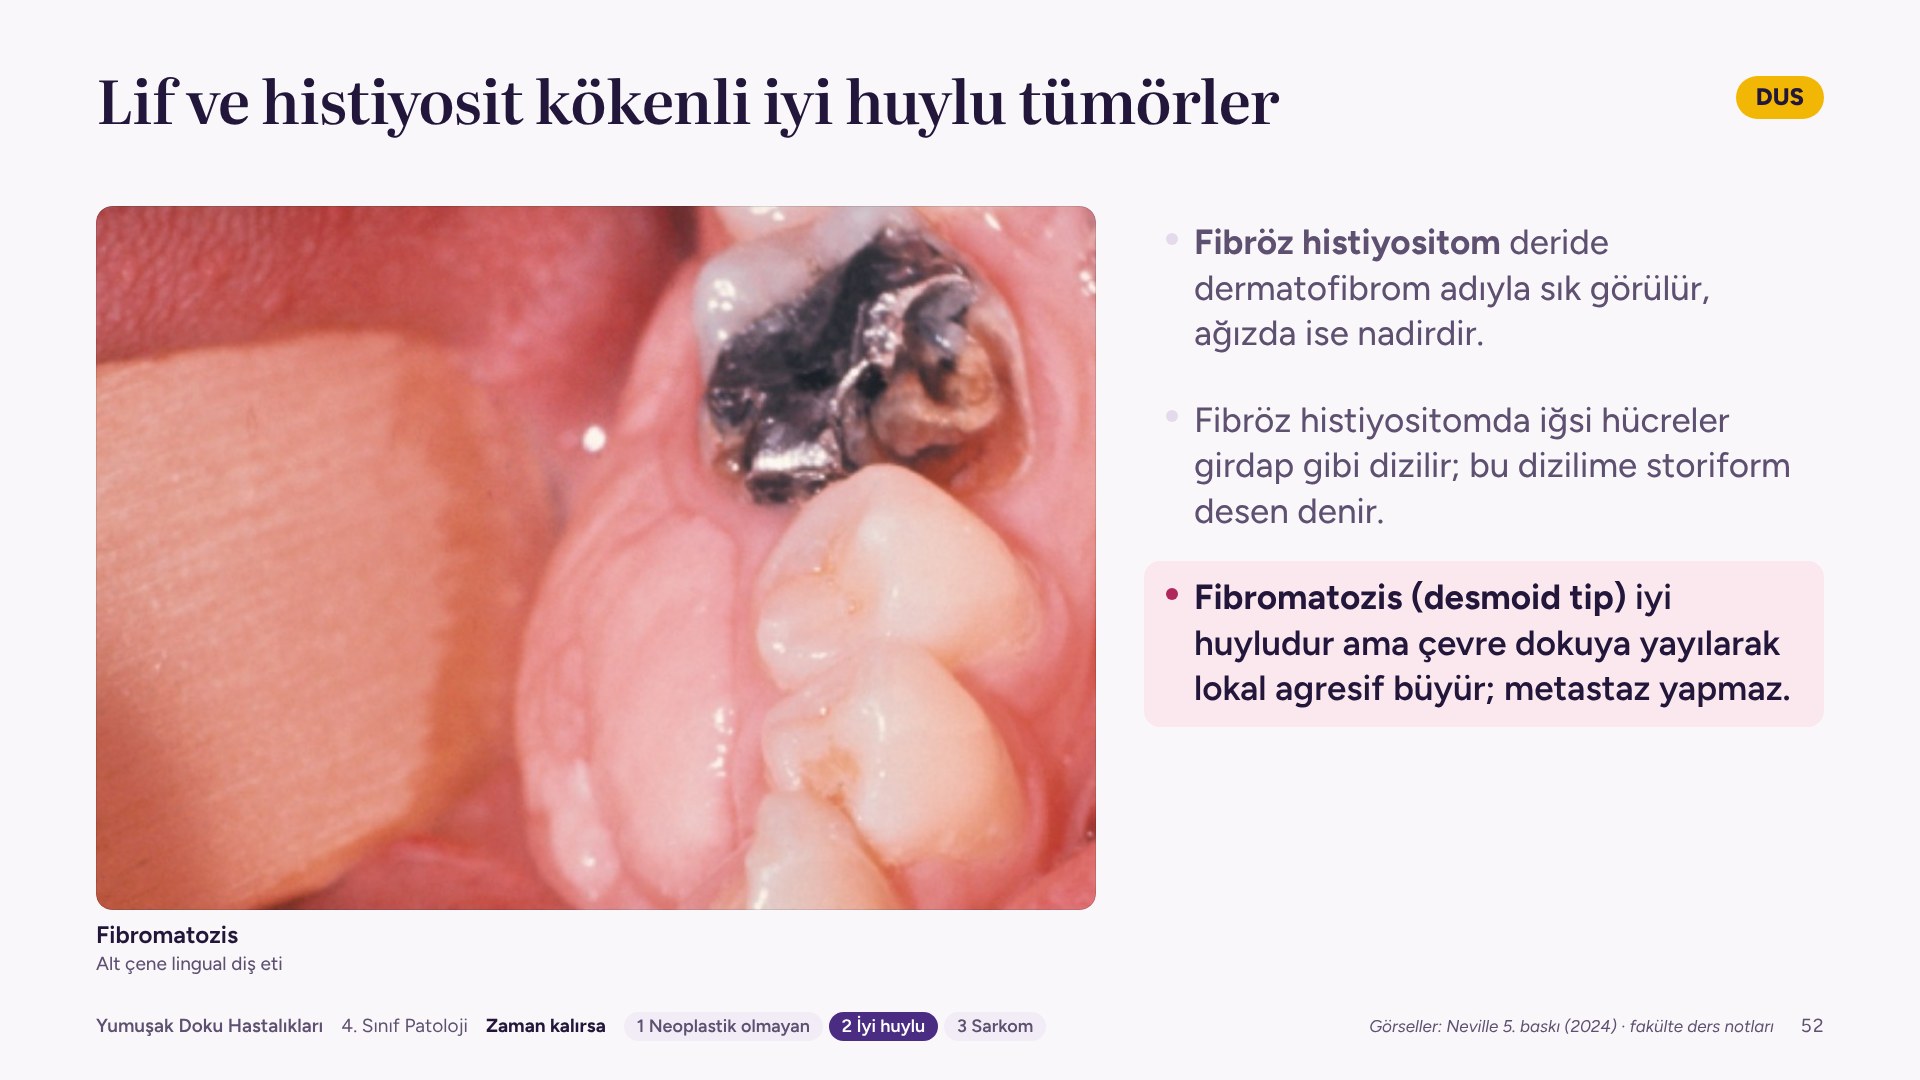 Lif ve histiyosit kökenli iyi huylu tümörler
DUS
Fibröz histiyositom deride
dermatofibrom adıyla sık görülür,
ağızda ise nadirdir.
Fibröz histiyositomda iğsi hücreler
girdap gibi dizilir; bu dizilime storiform
desen denir.
Fibromatozis (desmoid tip) iyi
huyludur ama çevre dokuya yayılarak
lokal agresif büyür; metastaz yapmaz.
Fibromatozis
Alt çene lingual diş eti
Yumuşak Doku Hastalıkları 4. Sınıf Patoloji Zaman kalırsa 1 Neoplastik olmayan 2 İyi huylu 3 Sarkom
Görseller: Neville 5. baskı (2024) · fakülte ders notları 52